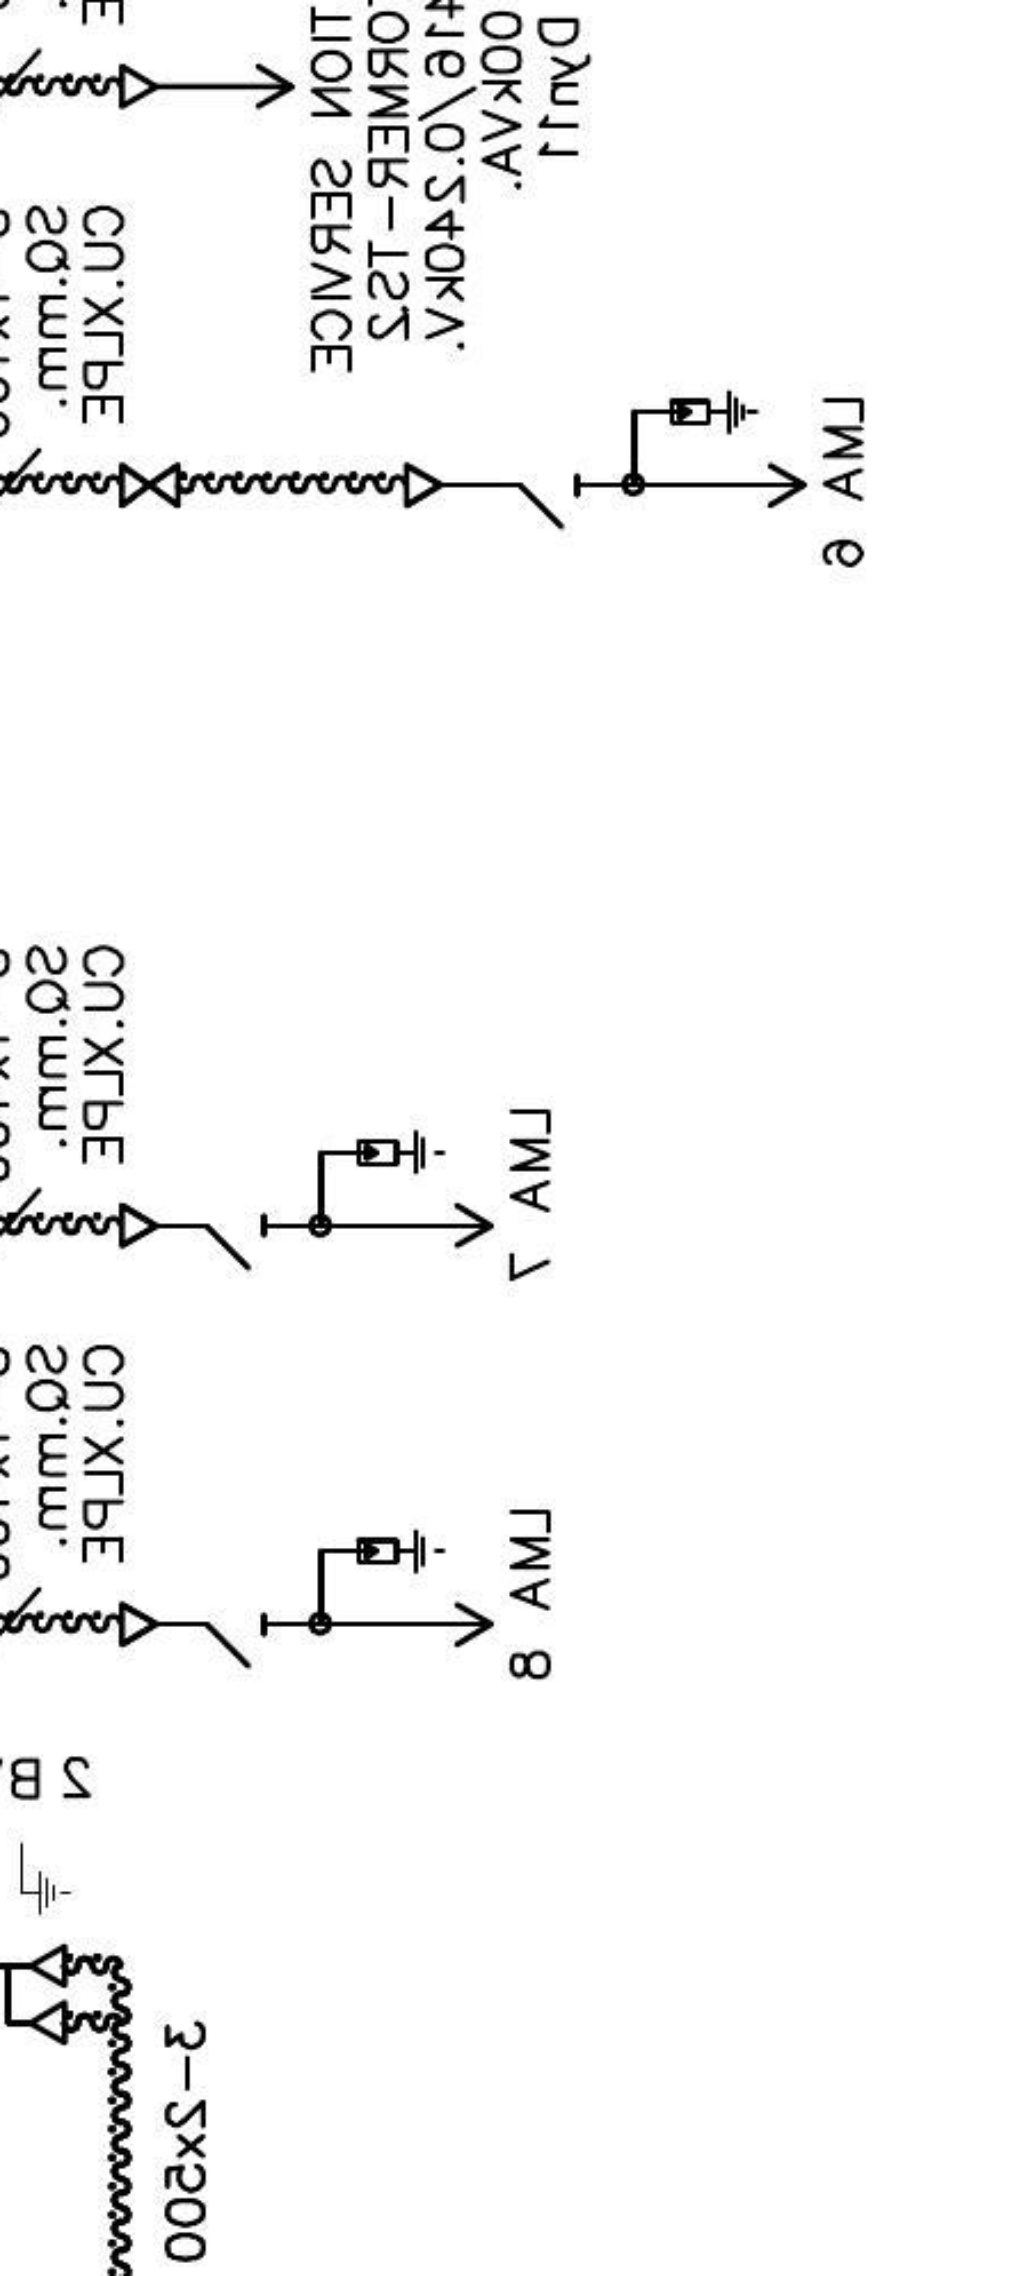 TION SERVICE
ORMER-TS2
416/0.240kV.
00kVA.
Dyn11
SQ.mm.
CU.XLPE
LMA 6
SQ.mm.
CU.XLPE
LMA 7
SQ.mm.
CU.XLPE
LMA 8
2 B
3-2x500